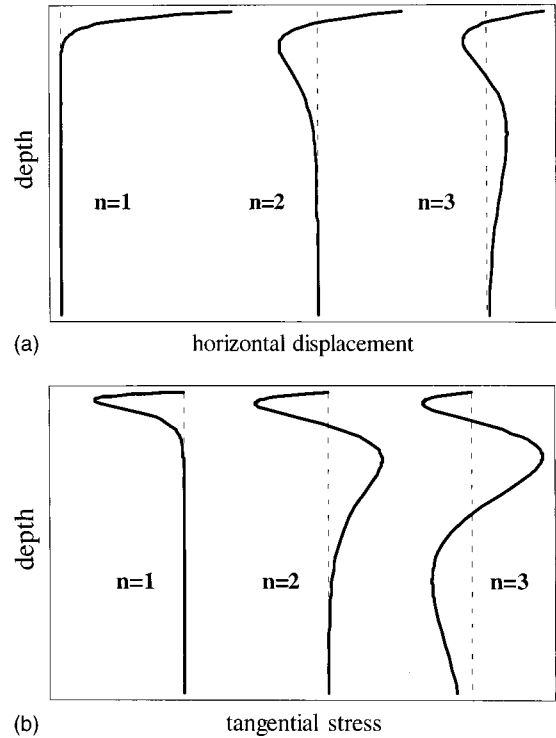 depth
n=1
n=2
n=3
(a)
horizontal displacement
depth
n=1
n=2
n=3
(b)
tangential stress